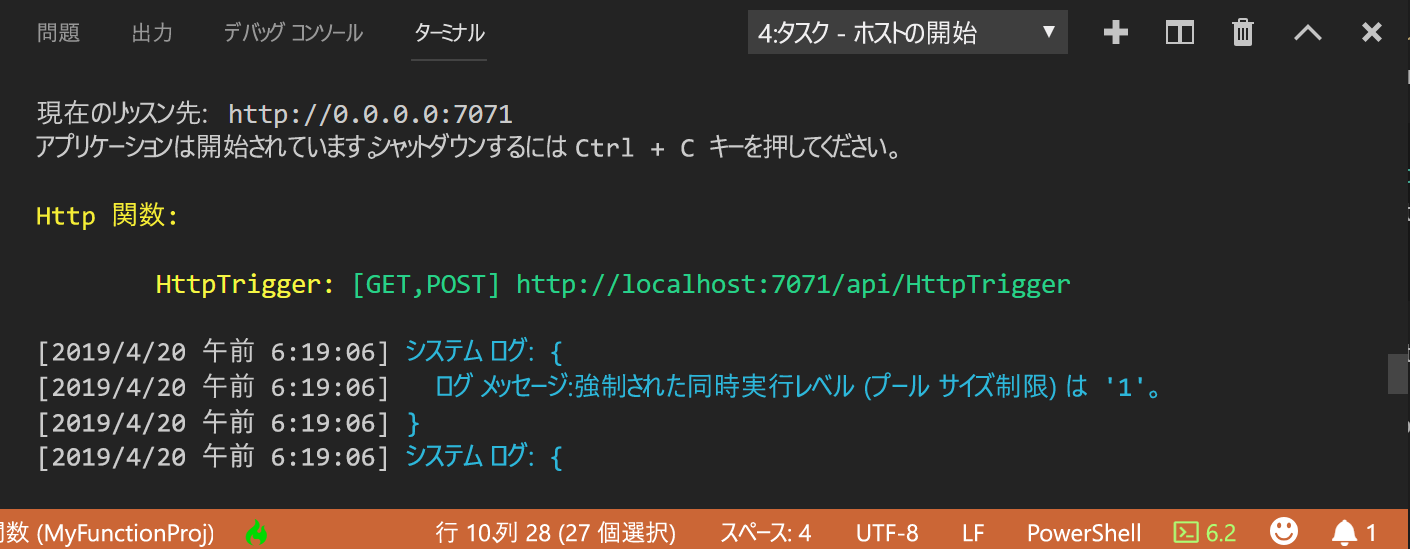 問題 出力 デバッグ コンソール ターミナル 4:タスク - ホストの開始
現在のリッスン先: http://0.0.0.0:7071
アプリケーションは開始されています。シャットダウンするには Ctrl + C キーを押してください。
Http 関数:
HttpTrigger: [GET,POST] http://localhost:7071/api/HttpTrigger
[2019/4/20 午前 6:19:06] システム ログ: {
[2019/4/20 午前 6:19:06] ログ メッセージ:強制された同時実行レベル (プール サイズ制限) は '1'。
[2019/4/20 午前 6:19:06] }
[2019/4/20 午前 6:19:06] システム ログ: {
数 (MyFunctionProj) 行 10、列 28 (27 個選択) スペース: 4 UTF-8 LF PowerShell 6.2 1